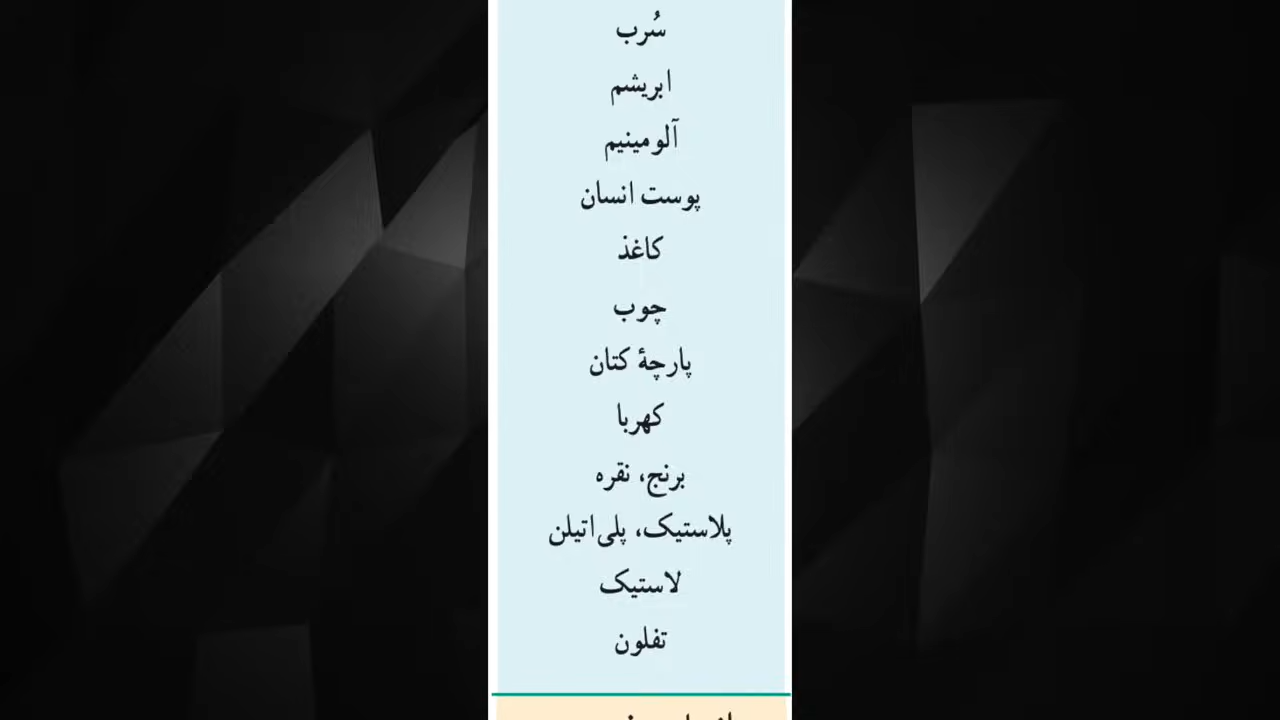 سُرب
ابریشم
آلومینیم
پوست انسان
کاغذ
چوب
پارچهٔ کتان
کهربا
برنج، نقره
پلاستیک، پلی‌اتیلن
لاستیک
تفلون